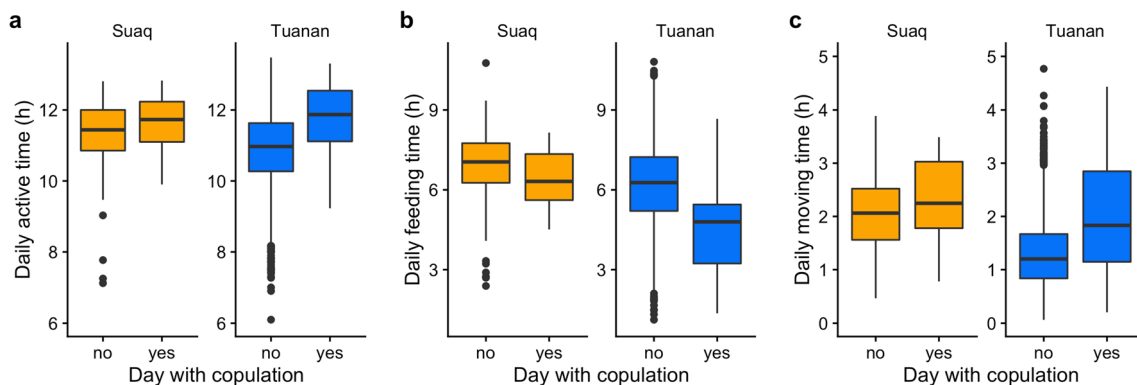 a
Suaq
Tuanan
Daily active time (h)
12
10
8
6
12
10
8
6
no
yes
no
yes
Day with copulation
b
Suaq
Tuanan
Daily feeding time (h)
9
6
3
9
6
3
no
yes
no
yes
Day with copulation
c
Suaq
Tuanan
Daily moving time (h)
5
4
3
2
1
0
5
4
3
2
1
0
no
yes
no
yes
Day with copulation